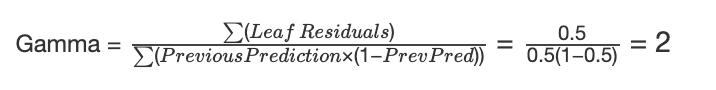 Gamma = ∑(Leaf Residuals) / ∑(PreviousPrediction×(1−PrevPred)) = 0.5 / 0.5(1−0.5) = 2